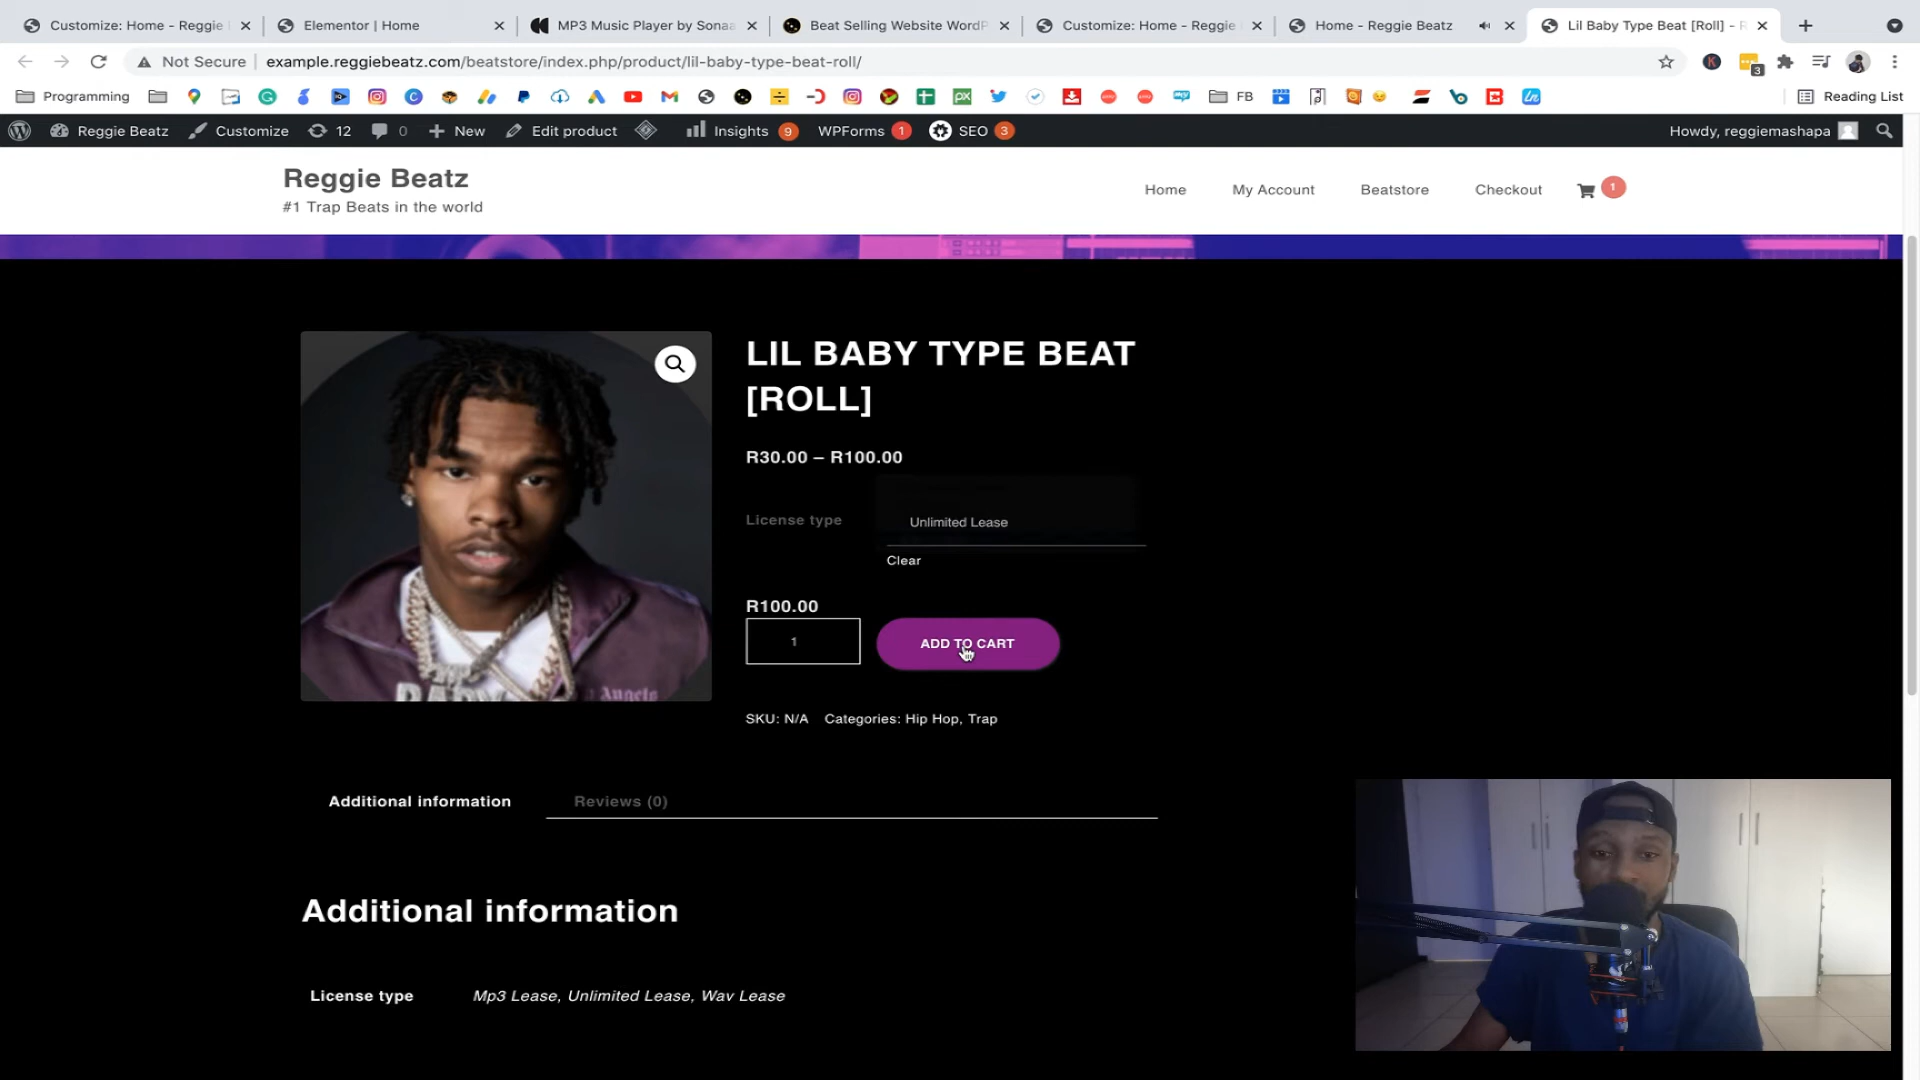 Customize: Home - Reggie
Elementor | Home
MP3 Music Player by Sonaa
Beat Selling Website WordP
Customize: Home - Reggie
Home - Reggie Beatz
Lil Baby Type Beat [Roll] - R
Not Secure
example.reggiebeatz.com/beatstore/index.php/product/lil-baby-type-beat-roll/
3
Programming
FB
Reading List
Reggie Beatz
Customize
12
0
New
Edit product
Insights 9
WPForms 1
SEO 3
Howdy, reggiemashapa
Reggie Beatz
#1 Trap Beats in the world
Home
My Account
Beatstore
Checkout
1
LIL BABY TYPE BEAT
[ROLL]
R30.00 – R100.00
License type
Unlimited Lease
Clear
R100.00
1
ADD TO CART
SKU: N/A Categories: Hip Hop, Trap
Additional information
Reviews (0)
Additional information
License type
Mp3 Lease, Unlimited Lease, Wav Lease